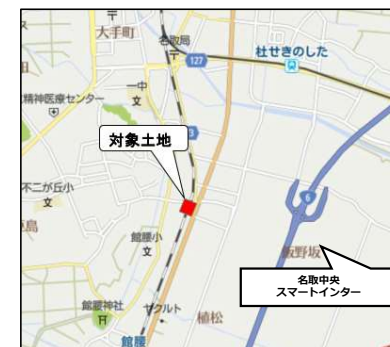 大手町
名取局
127
杜せきのした
一中
精神医療センター
文
3
対象土地
6
不二が丘小
文
館腰小
文
飯野坂
名取中央
スマートインター
館腰神社
ヤクルト
植松
館腰